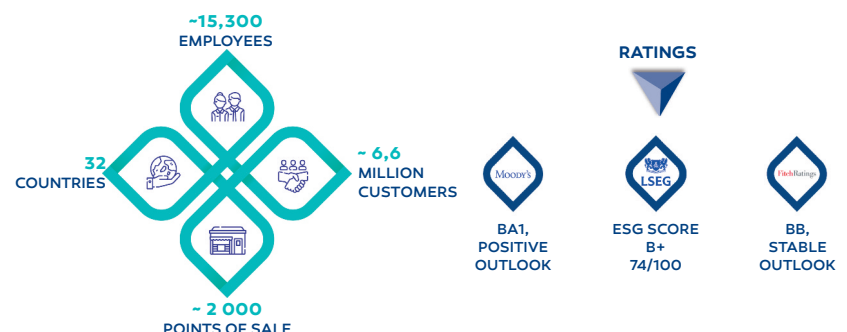 ~15,300
EMPLOYEES
32
COUNTRIES
~ 6,6
MILLION
CUSTOMERS
~ 2 000
POINTS OF SALE
RATINGS
MOODY'S
LSEG
FitchRatings
BA1,
POSITIVE
OUTLOOK
ESG SCORE
B+
74/100
BB,
STABLE
OUTLOOK